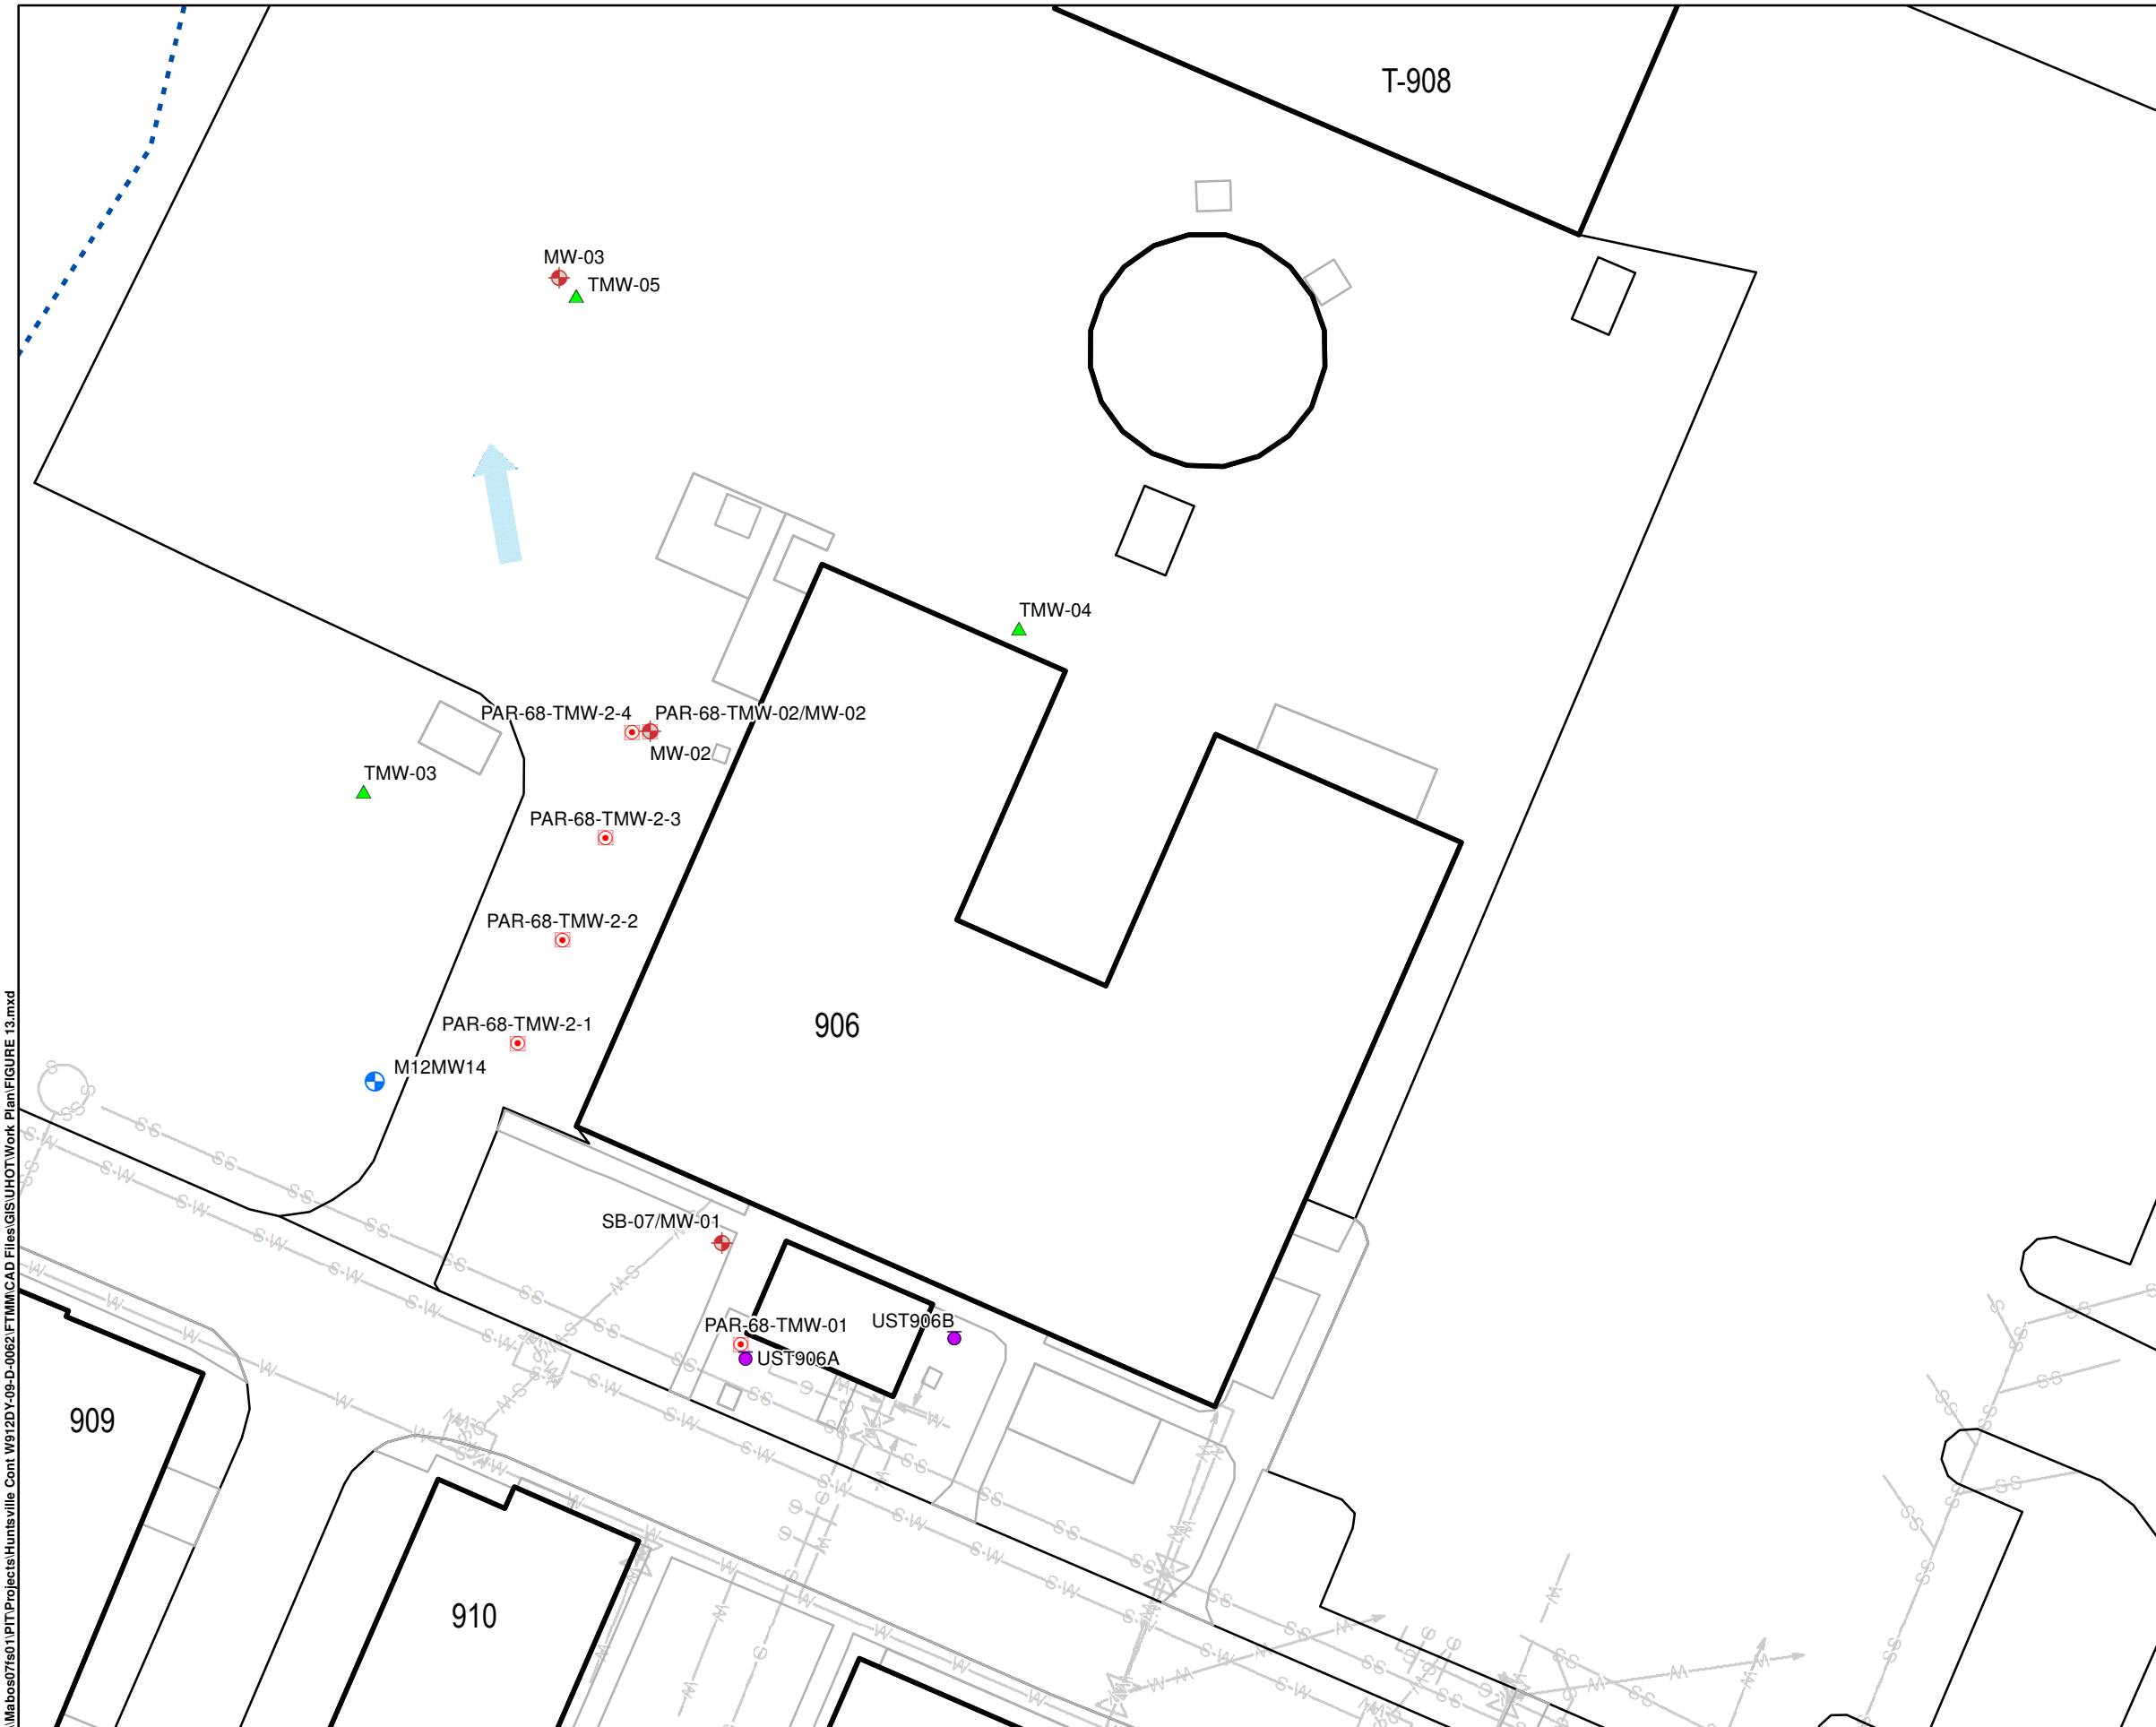 T-908
MW-03
TMW-05
TMW-04
PAR-68-TMW-2-4
PAR-68-TMW-02/MW-02
MW-02
TMW-03
PAR-68-TMW-2-3
PAR-68-TMW-2-2
906
PAR-68-TMW-2-1
M12MW14
SB-07/MW-01
UST906B
PAR-68-TMW-01
UST906A
909
910
\Mabos07fs01\PIT\Projects\Huntsville Cont W912DY-09-D-0062\FTMM\CAD Files\GIS\UHOT\Work Plan\FIGURE 13.mxd